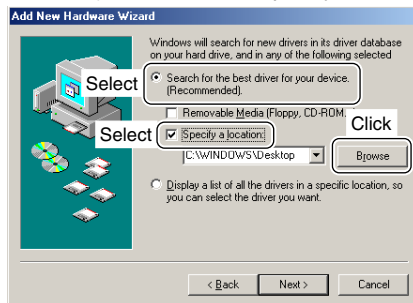 Add New Hardware Wizard
Windows will search for new drivers in its driver database
on your hard drive, and in any of the following selected
Select
Search for the best driver for your device.
(Recommended).
Removable Media (Floppy, CD-ROM
Click
Select
Specify a location:
C:\WINDOWS\Desktop
Browse
Display a list of all the drivers in a specific location, so
you can select the driver you want.
< Back
Next >
Cancel